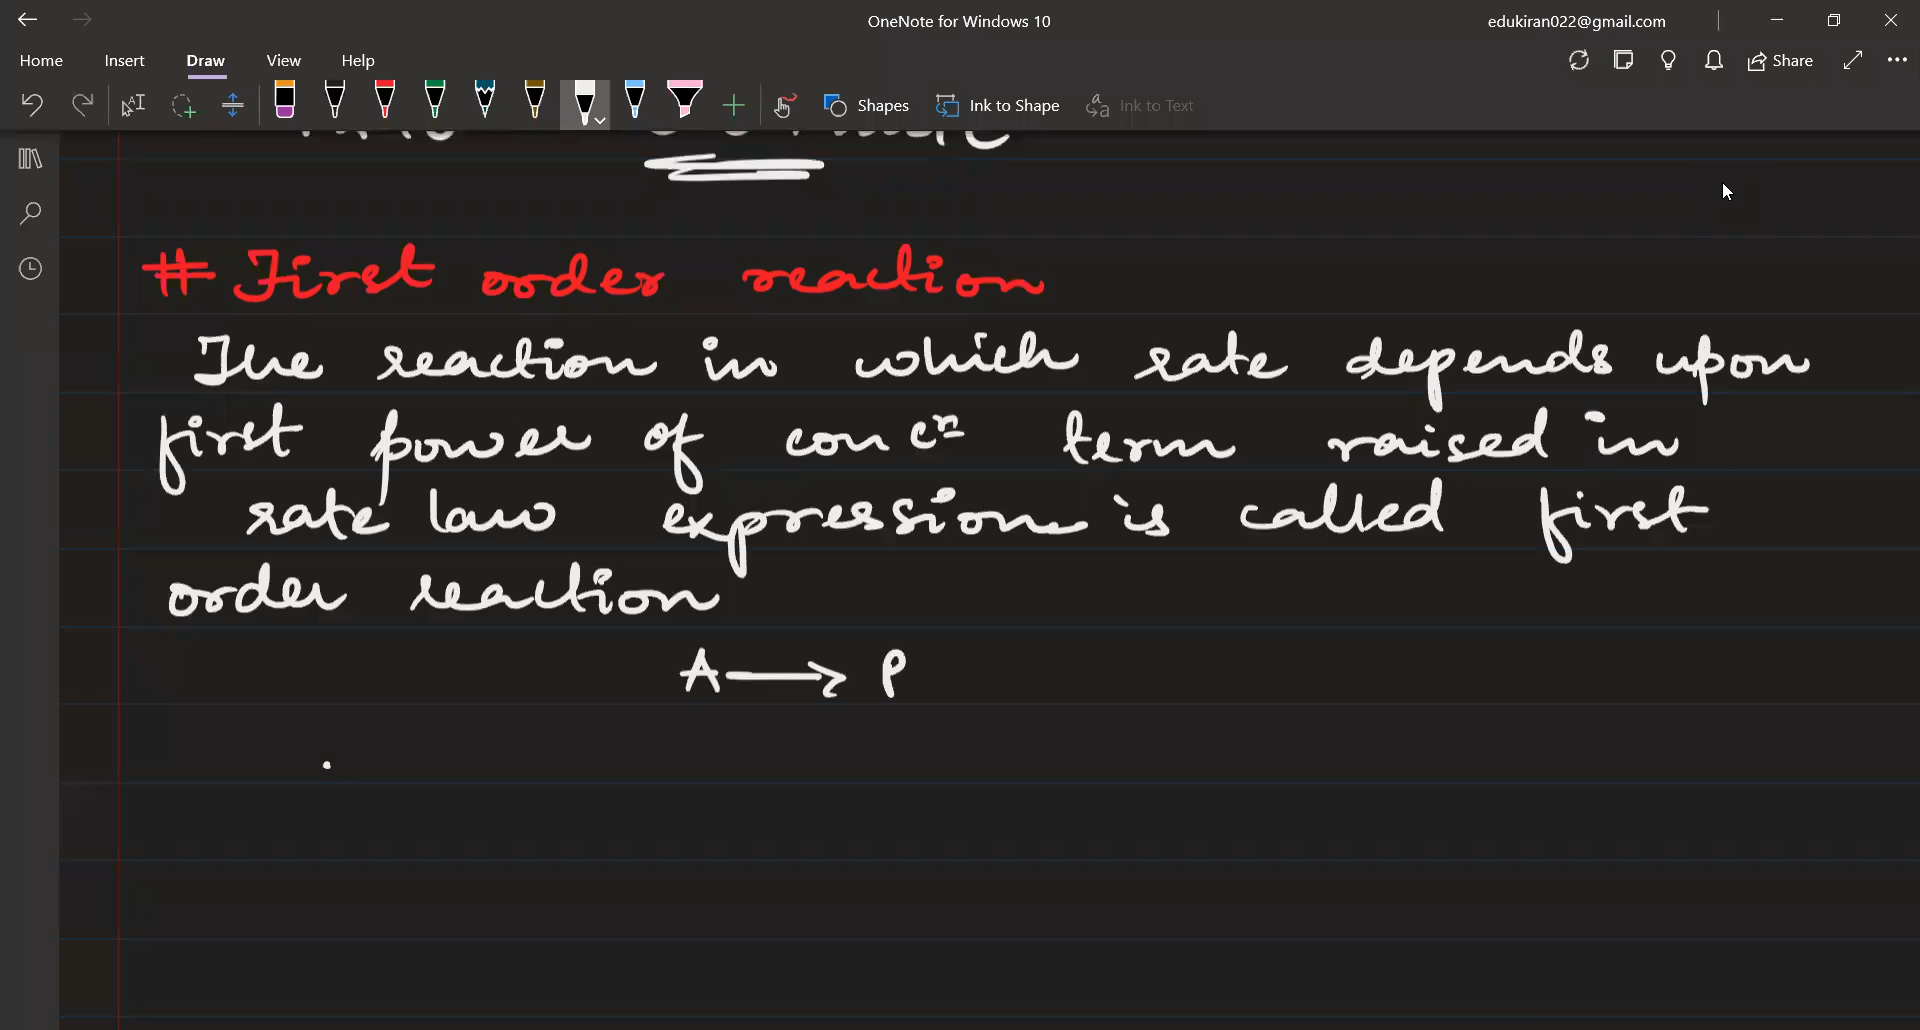 OneNote for Windows 10
edukiran022@gmail.com
Home Insert Draw View Help
Share
Shapes Ink to Shape Ink to Text
# First order reaction
The reaction in which rate depends upon
first power of concⁿ term raised in
rate law expression is called first
order reaction
A → P